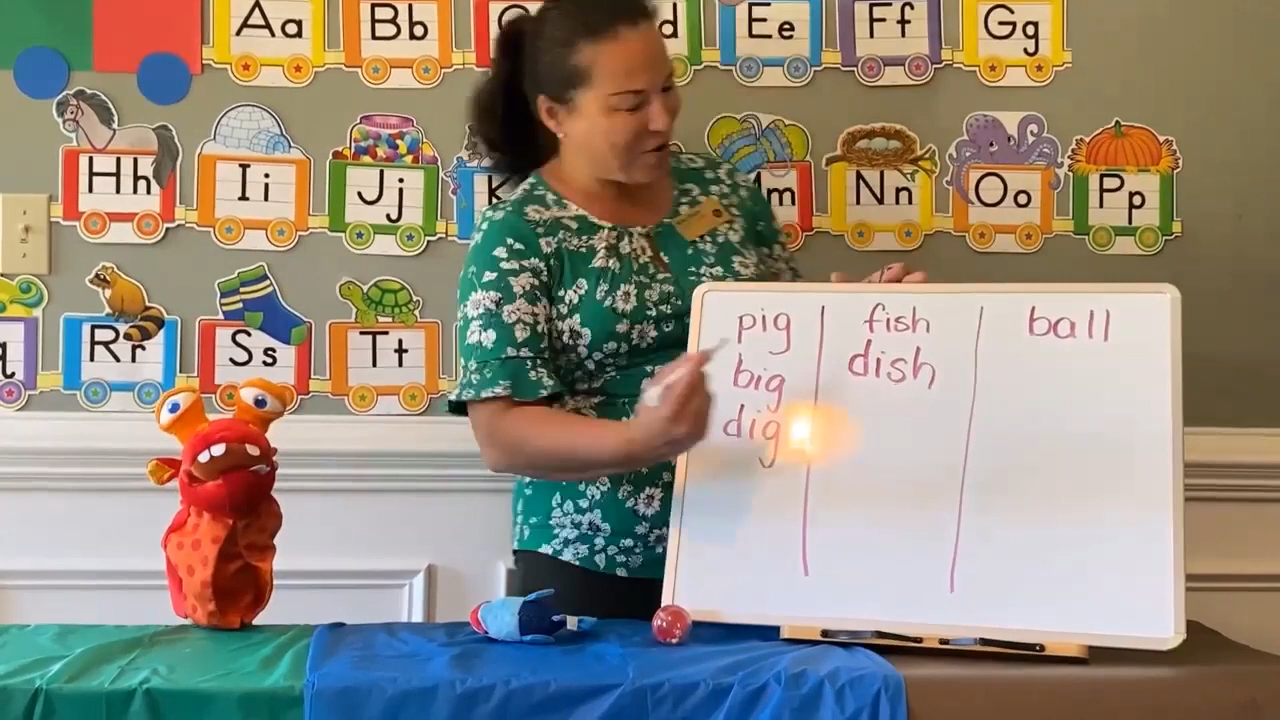 Aa Bb d Ee Ff Gg
Hh Ii Jj K Mm Nn Oo Pp
q Rr Ss Tt
pig fish ball
big dish
dig